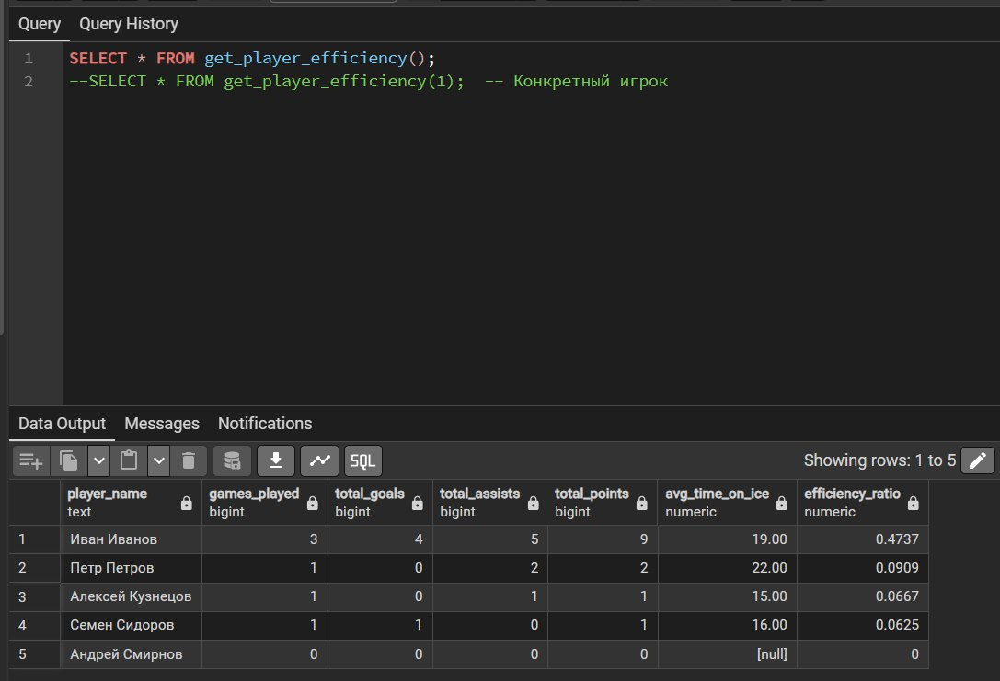 Query Query History
1 SELECT * FROM get_player_efficiency();
2 --SELECT * FROM get_player_efficiency(1);  -- Конкретный игрок
Data Output Messages Notifications
SQL Showing rows: 1 to 5
player_name games_played total_goals total_assists total_points avg_time_on_ice efficiency_ratio
text bigint bigint bigint bigint numeric numeric
1 Иван Иванов 3 4 5 9 19.00 0.4737
2 Петр Петров 1 0 2 2 22.00 0.0909
3 Алексей Кузнецов 1 0 1 1 15.00 0.0667
4 Семен Сидоров 1 1 0 1 16.00 0.0625
5 Андрей Смирнов 0 0 0 0 [null] 0